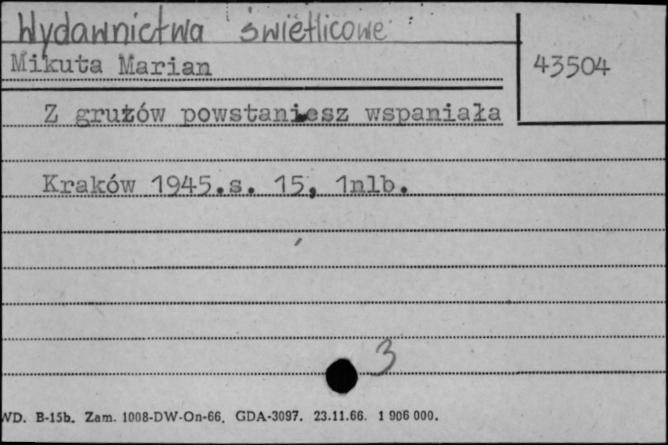 Wydawnictwa świetlicowe
Mikuta Marian
43504
Z gruzów powstaniesz wspaniała
Kraków 1945.s. 15, 1nlb.
3
WD. B-15b. Zam. 1008-DW-On-66. GDA-3097. 23.11.66. 1 906 000.